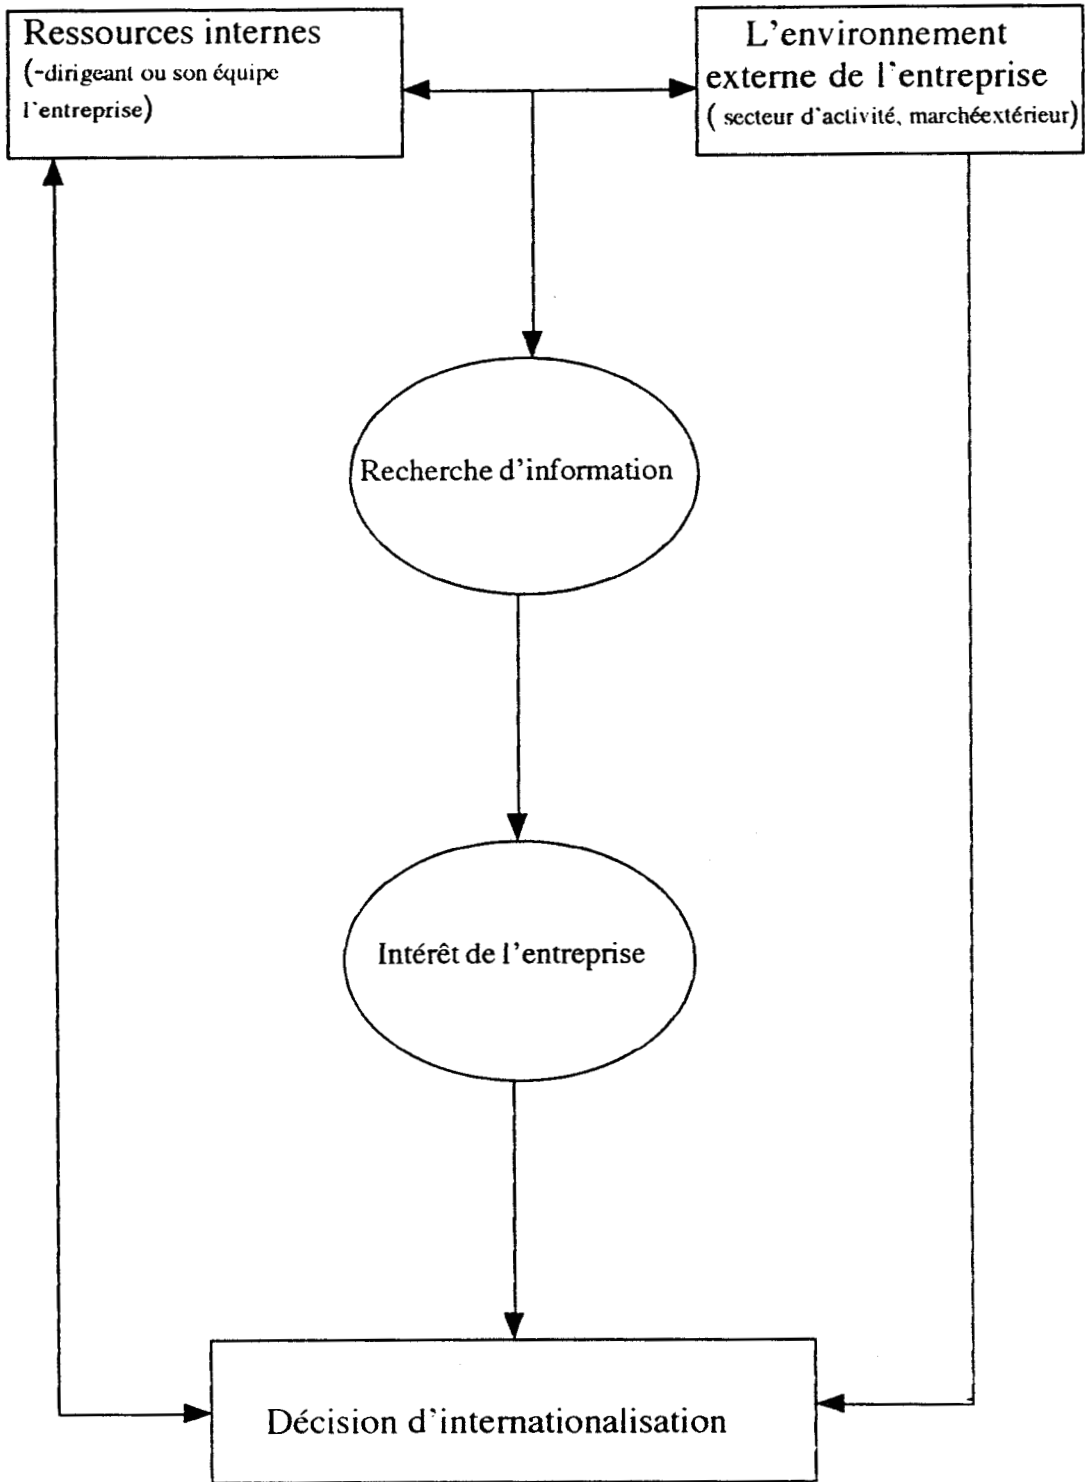 Ressources internes
(-dirigeant ou son équipe
l'entreprise)
L'environnement
externe de l'entreprise
( secteur d'activité, marchéextérieur)
Recherche d'information
Intérêt de l'entreprise
Décision d'internationalisation